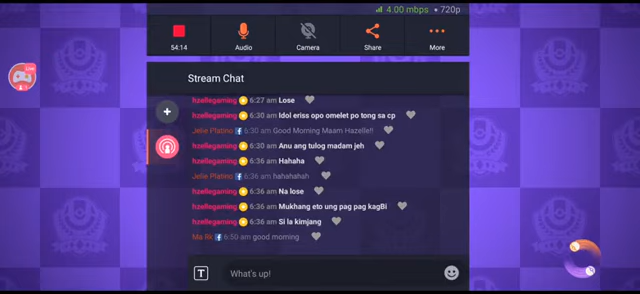 4.00 mbps • 720p
54:14
Audio
Camera
Share
More
Live
Stream Chat
hzellegaming 6:27 am Lose
hzellegaming 6:30 am Idol eriss opo omelet po tong sa cp
Jelie Platino 6:30 am Good Morning Maam Hazelle!!
hzellegaming 6:30 am Anu ang tulog madam jeh
hzellegaming 6:36 am Hahaha
Jelie Platino 6:36 am hahahahah
hzellegaming 6:36 am Na lose
hzellegaming 6:36 am Mukhang eto ung pag pag kagBi
hzellegaming 6:36 am Si la kimjang
Ma Rk 6:50 am good morning
T
What's up!